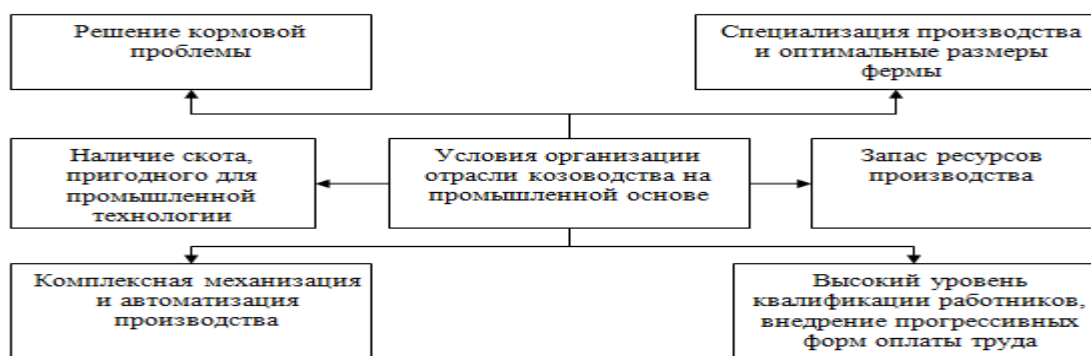 Решение кормовой
проблемы
Специализация производства
и оптимальные размеры
фермы
Наличие скота,
пригодного для
промышленной
технологии
Условия организации
отрасли козоводства на
промышленной основе
Запас ресурсов
производства
Комплексная механизация
и автоматизация
производства
Высокий уровень
квалификации работников,
внедрение прогрессивных
форм оплаты труда